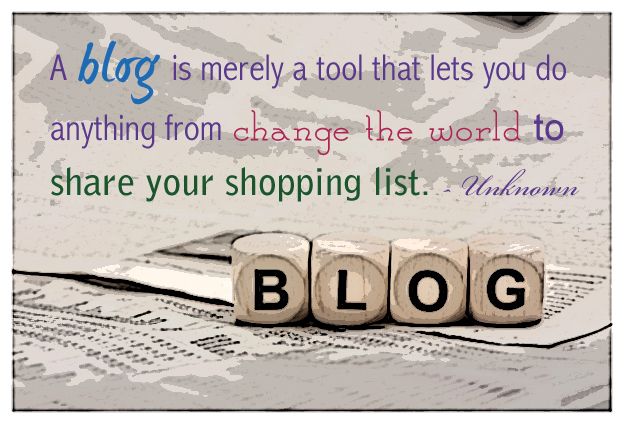 A blog is merely a tool that lets you do
anything from change the world to
share your shopping list. - Unknown
BLOG